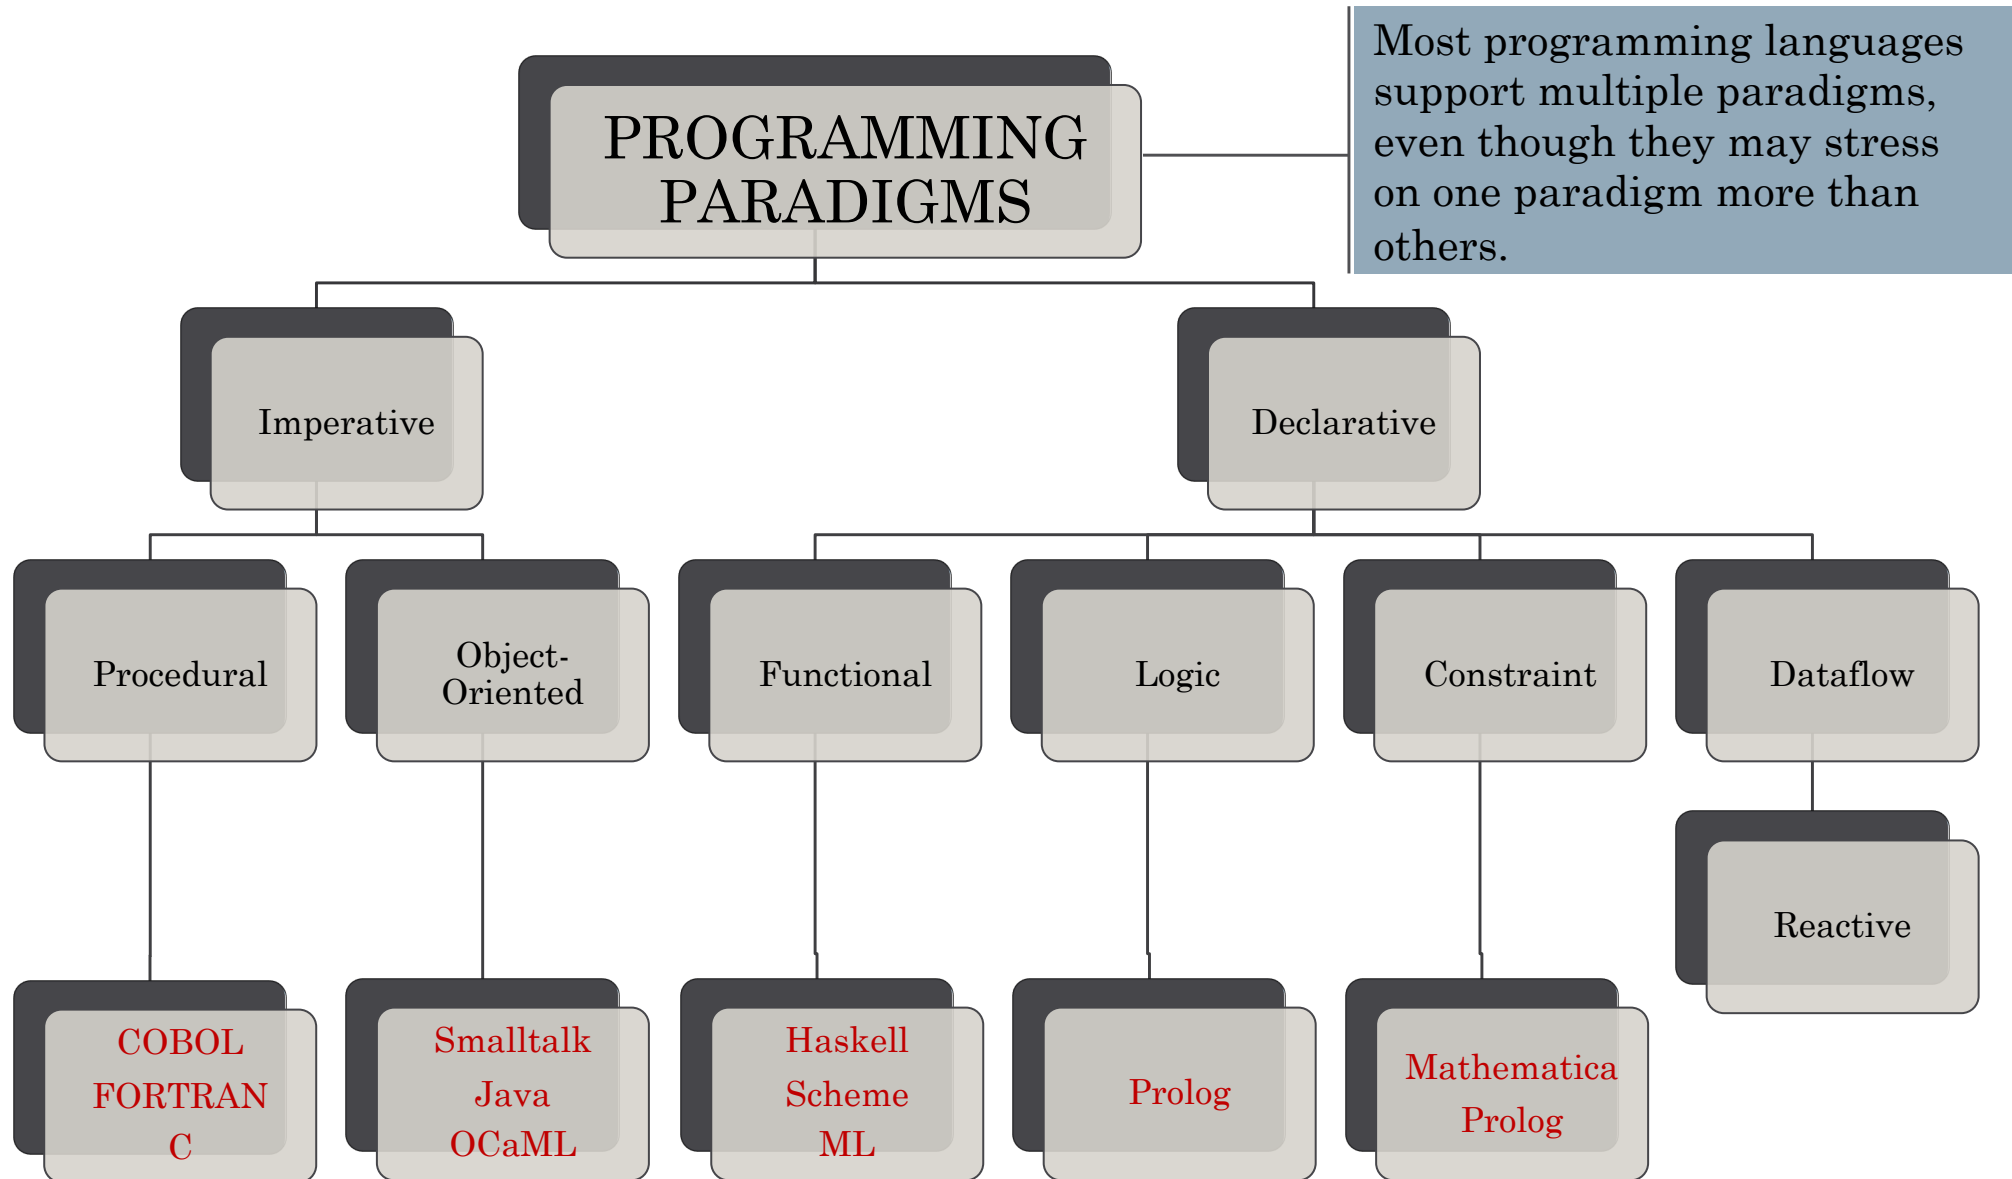 PROGRAMMING
PARADIGMS
Most programming languages
support multiple paradigms,
even though they may stress
on one paradigm more than
others.
Imperative
Declarative
Procedural
Object-
Oriented
Functional
Logic
Constraint
Dataflow
Reactive
COBOL
FORTRAN
C
Smalltalk
Java
OCaML
Haskell
Scheme
ML
Prolog
Mathematica
Prolog